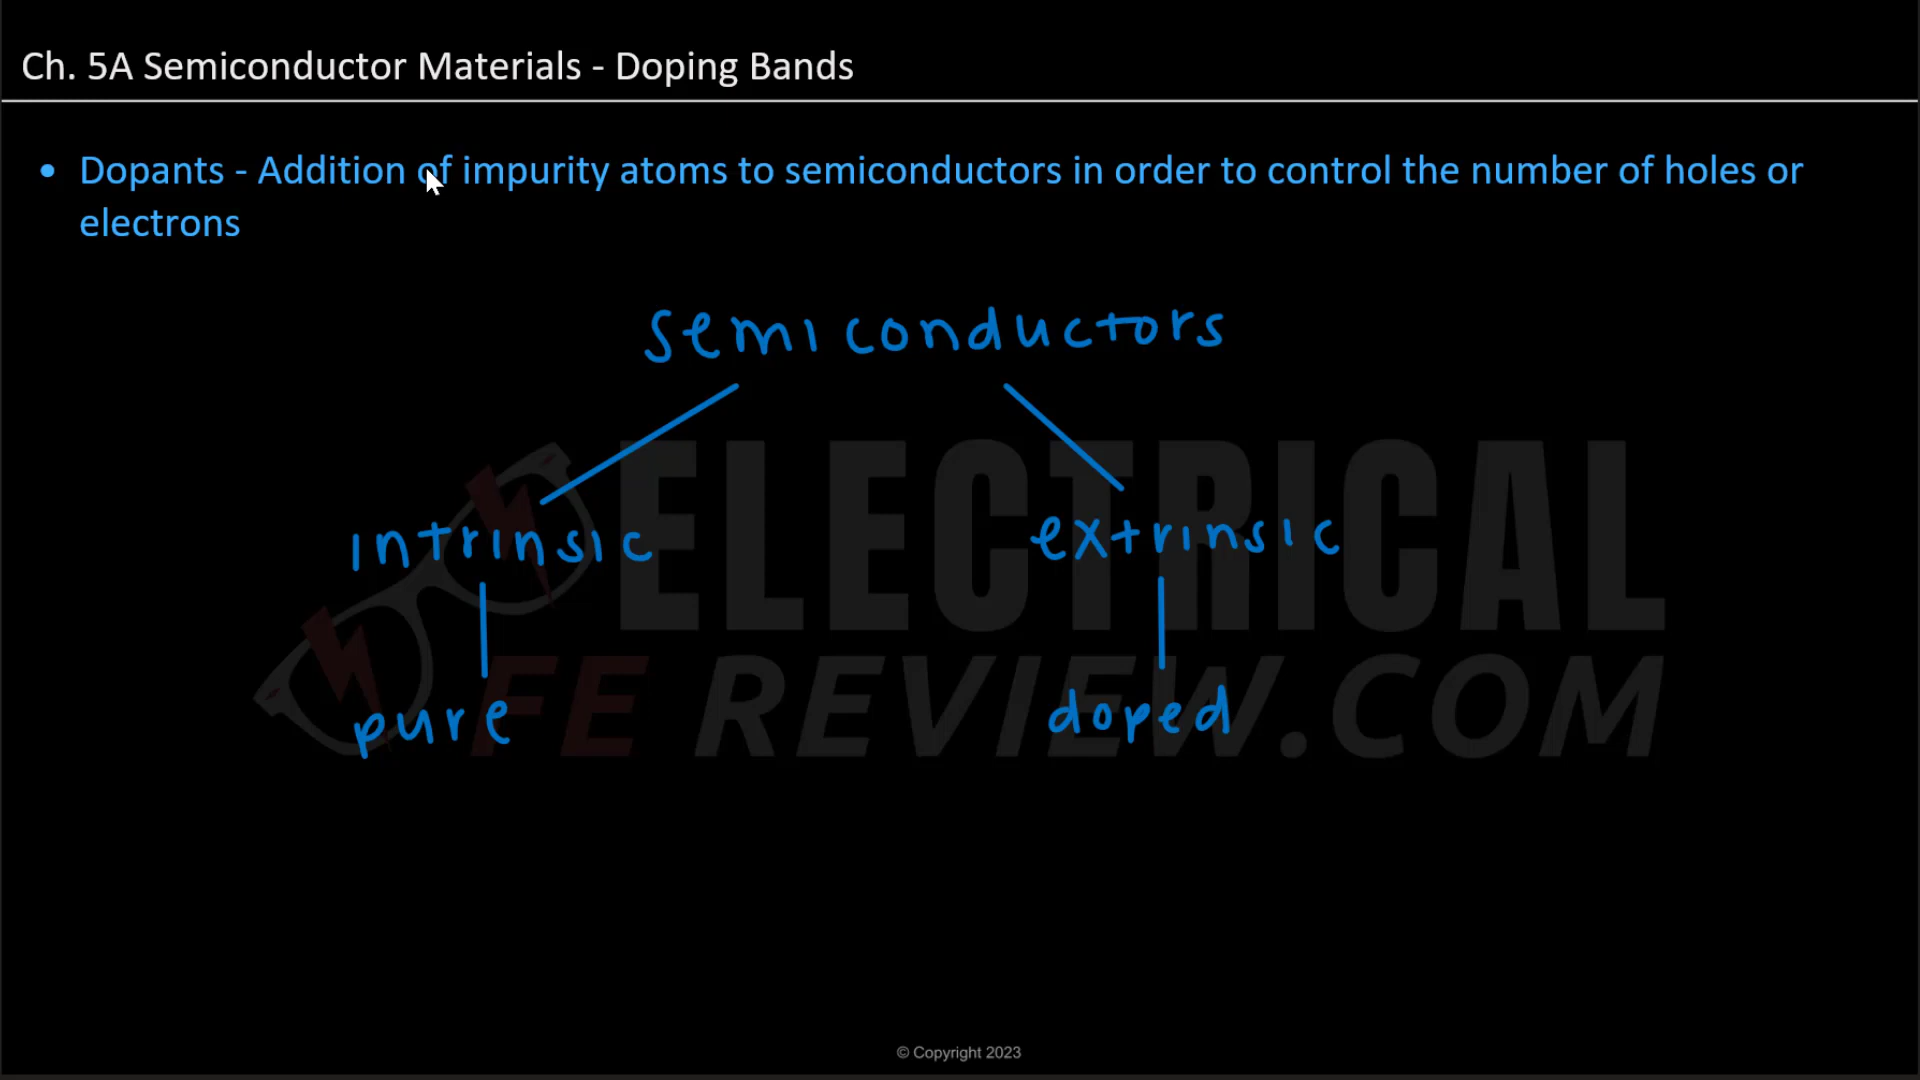 Ch. 5A Semiconductor Materials - Doping Bands
• Dopants - Addition of impurity atoms to semiconductors in order to control the number of holes or
electrons
semiconductors
intrinsic extrinsic
ELECTRICAL
pure doped
FE REVIEW.COM
© Copyright 2023